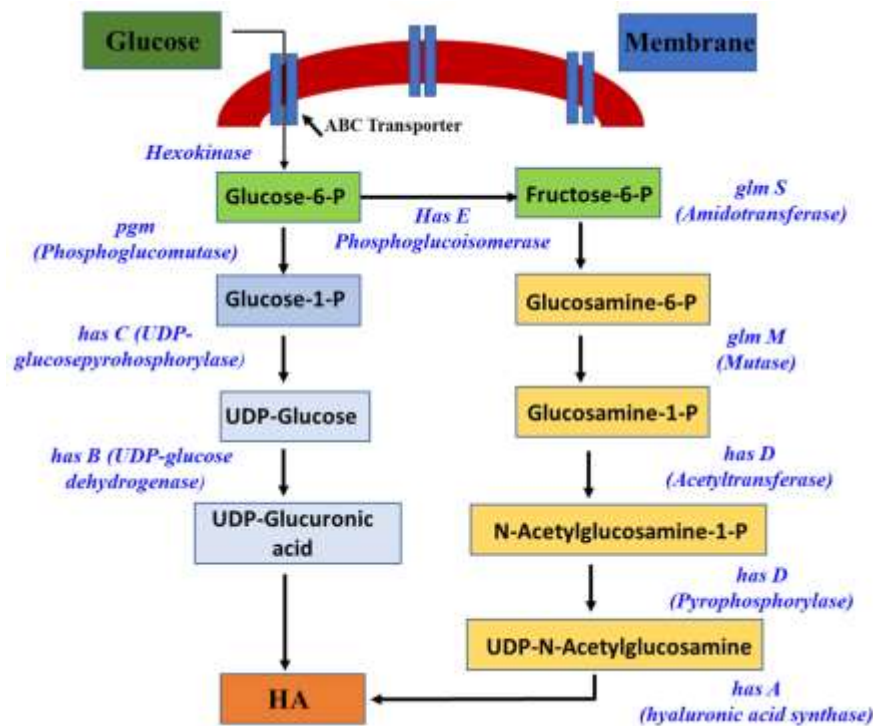 Glucose
Membrane
ABC Transporter
Hexokinase
Glucose-6-P
Has E
Phosphoglucoisomerase
Fructose-6-P
glm S
(Amidotransferase)
pgm
(Phosphoglucomutase)
Glucose-1-P
Glucosamine-6-P
has C (UDP-
glucosepyrohosphorylase)
glm M
(Mutase)
UDP-Glucose
Glucosamine-1-P
has B (UDP-glucose
dehydrogenase)
has D
(Acetyltransferase)
UDP-Glucuronic
acid
N-Acetylglucosamine-1-P
has D
(Pyrophosphorylase)
UDP-N-Acetylglucosamine
HA
has A
(hyaluronic acid synthase)